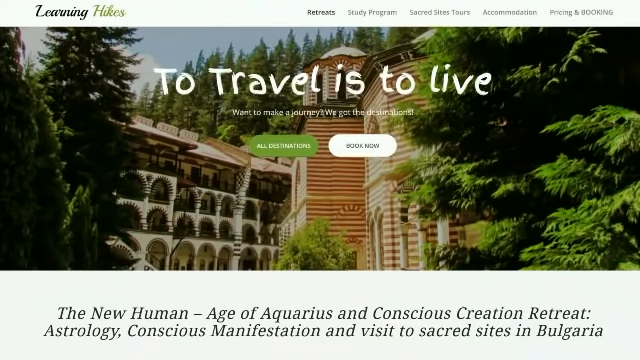 Learning Hikes
Retreats Study Program Sacred Sites Tours Accommodation Pricing & BOOKING
To Travel is to live
Want to make a journey? We got the destinations!
ALL DESTINATIONS BOOK NOW
The New Human – Age of Aquarius and Conscious Creation Retreat:
Astrology, Conscious Manifestation and visit to sacred sites in Bulgaria